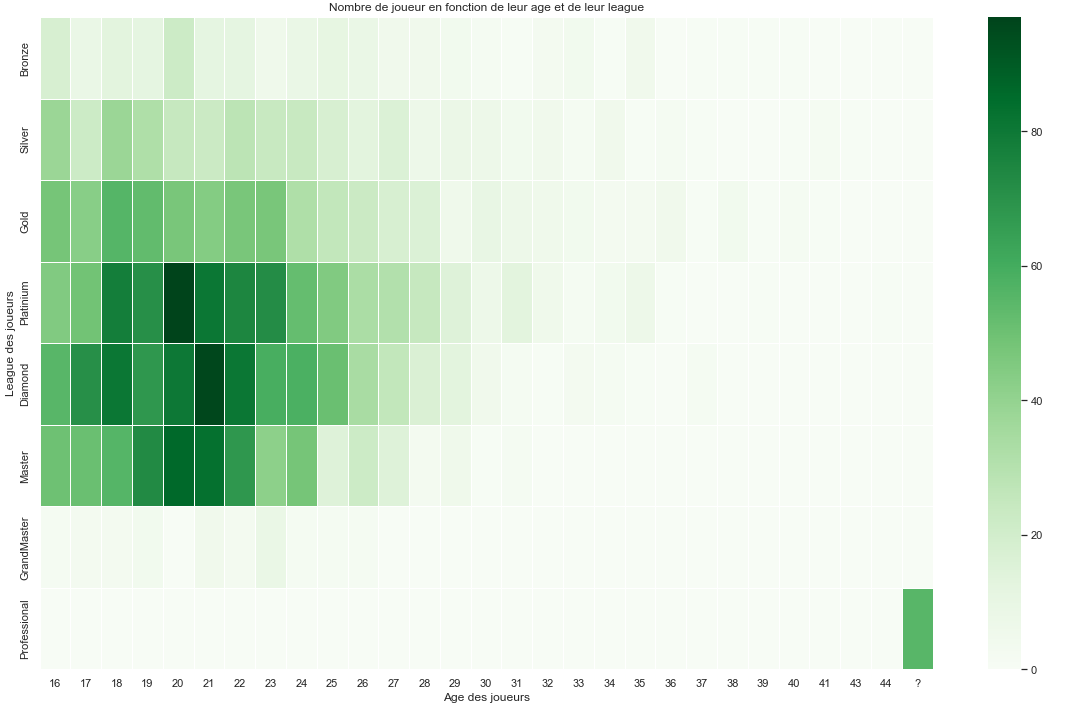 Nombre de joueur en fonction de leur age et de leur league
League des joueurs
Bronze
Silver
Gold
Platinium
Diamond
Master
GrandMaster
Professional
16 17 18 19 20 21 22 23 24 25 26 27 28 29 30 31 32 33 34 35 36 37 38 39 40 41 43 44 ?
Age des joueurs
80
60
40
20
0